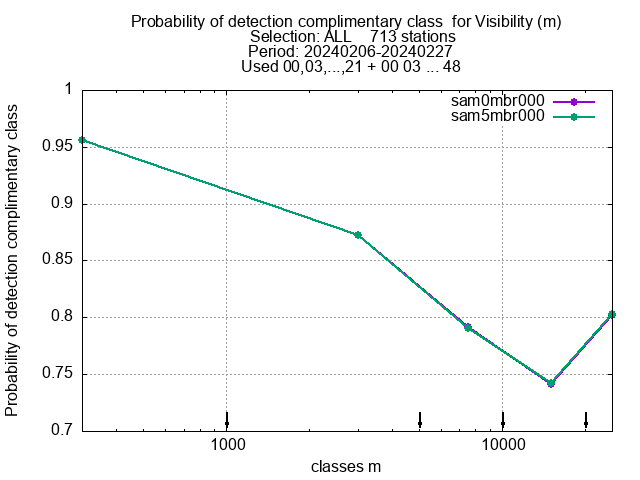 Probability of detection complimentary class  for Visibility (m)
Selection: ALL    713 stations
Period: 20240206-20240227
Used 00,03,...,21 + 00 03 ... 48
sam0mbr000
sam5mbr000
Probability of detection complimentary class
1
0.95
0.9
0.85
0.8
0.75
0.7
1000
10000
classes m